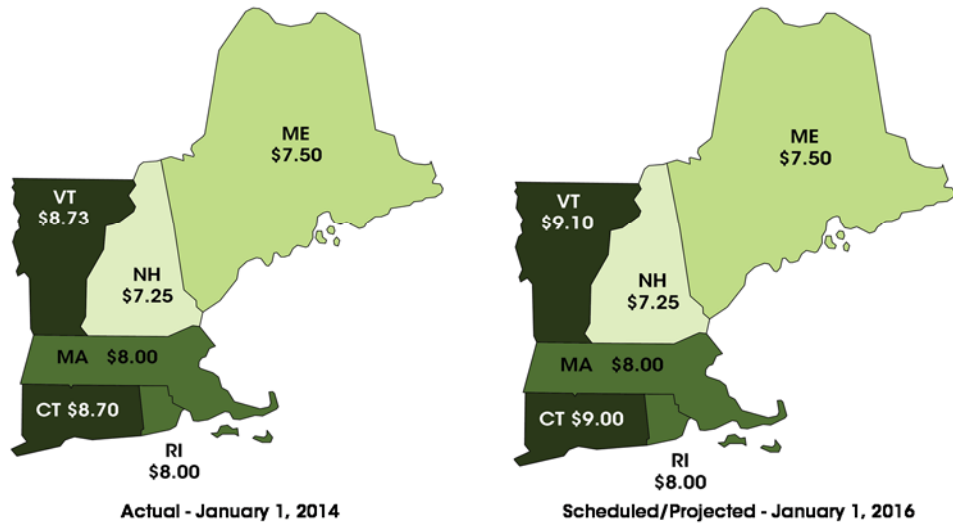 ME
$7.50
VT
$8.73
NH
$7.25
MA $8.00
CT $8.70
RI
$8.00
Actual - January 1, 2014
ME
$7.50
VT
$9.10
NH
$7.25
MA $8.00
CT $9.00
RI
$8.00
Scheduled/Projected - January 1, 2016